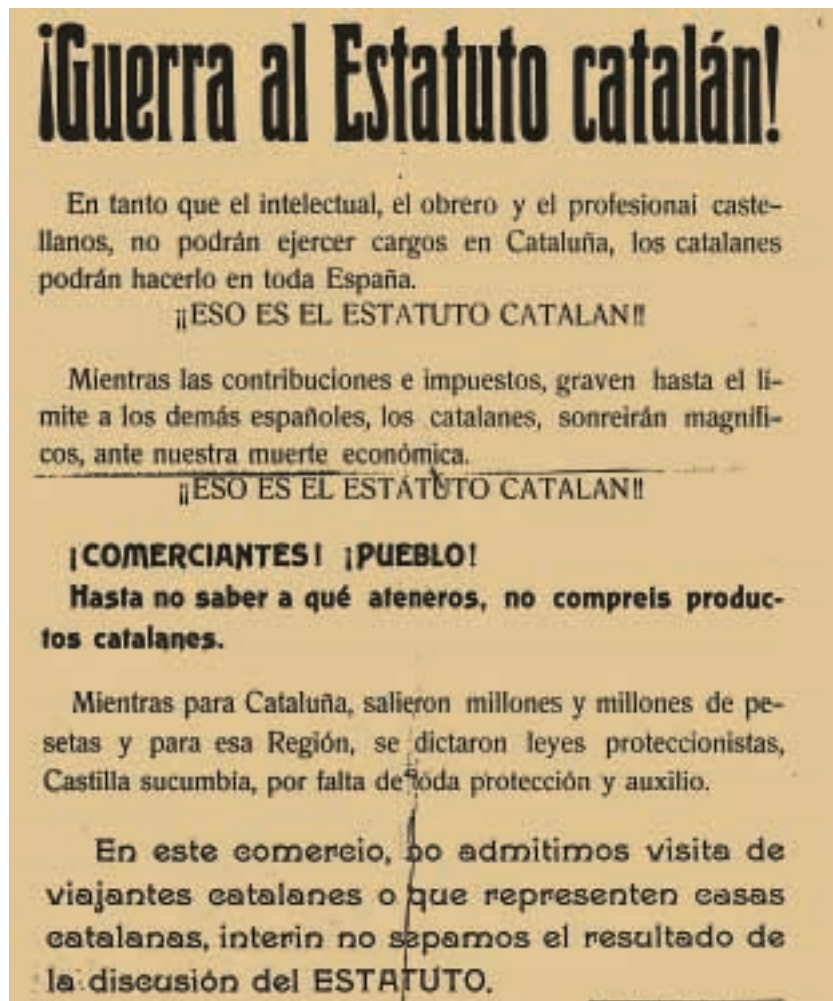 ¡Guerra al Estatuto catalán!
En tanto que el intelectual, el obrero y el profesional caste-
llanos, no podrán ejercer cargos en Cataluña, los catalanes
podrán hacerlo en toda España.
¡¡ESO ES EL ESTATUTO CATALAN!!
Mientras las contribuciones e impuestos, graven hasta el lí-
mite a los demás españoles, los catalanes, sonreirán magnífi-
cos, ante nuestra muerte económica.
¡¡ESO ES EL ESTATUTO CATALAN!!
¡COMERCIANTES! ¡PUEBLO!
Hasta no saber a qué ateneros, no compreis produc-
tos catalanes.
Mientras para Cataluña, salieron millones y millones de pe-
setas y para esa Región, se dictaron leyes proteccionistas,
Castilla sucumbía, por falta de toda protección y auxilio.
En este comercio, no admitimos visita de
viajantes catalanes o que representen casas
catalanas, interin no sepamos el resultado de
la discusión del ESTATUTO.